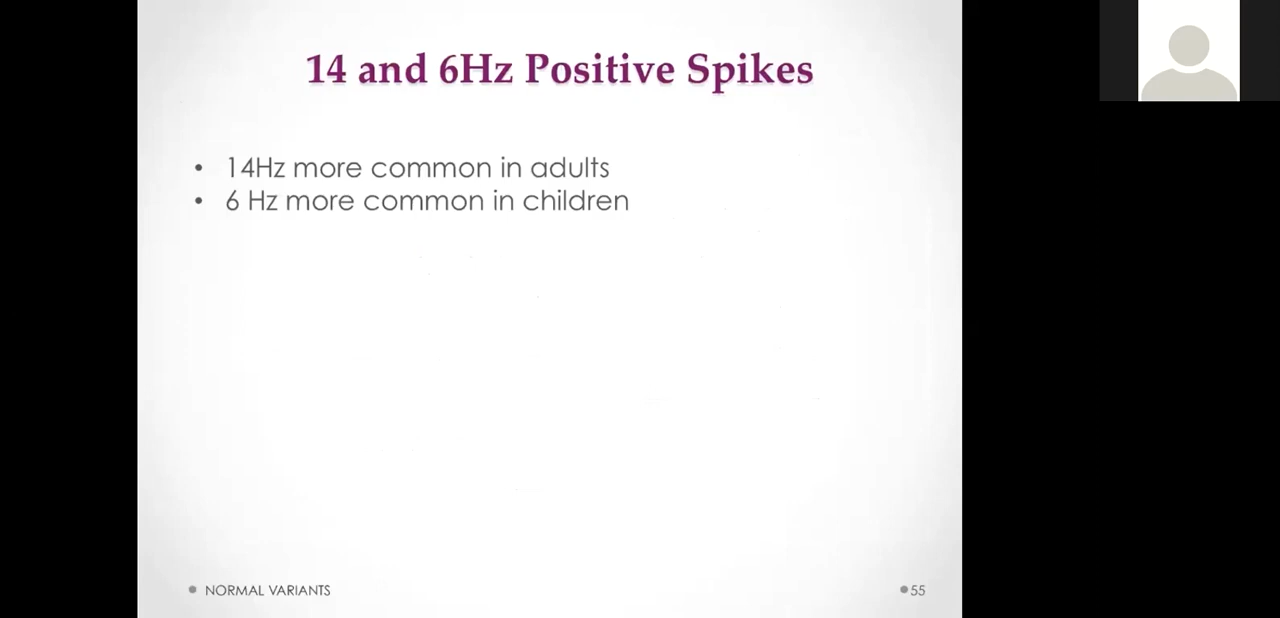 14 and 6Hz Positive Spikes
• 14Hz more common in adults
• 6 Hz more common in children
NORMAL VARIANTS
55